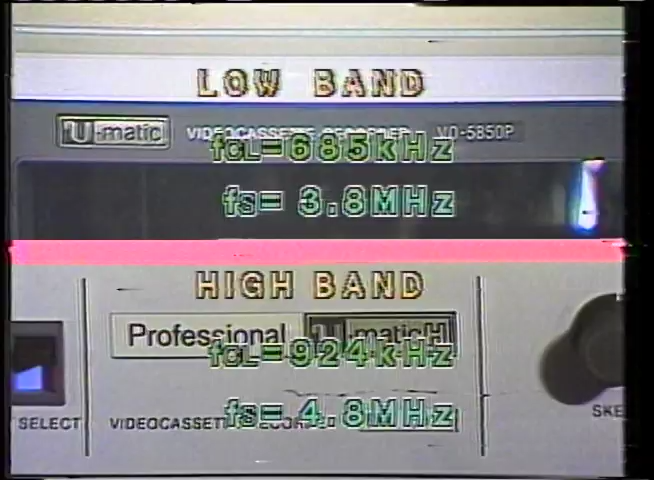 LOW BAND
U-matic VIDEOCASSETTE RECORDER VO-5850P
fCL=685kHz
fS= 3.8MHz
HIGH BAND
Professional U-maticH
fCL=924kHz
fS= 4.8MHz
SELECT VIDEOCASSETTE